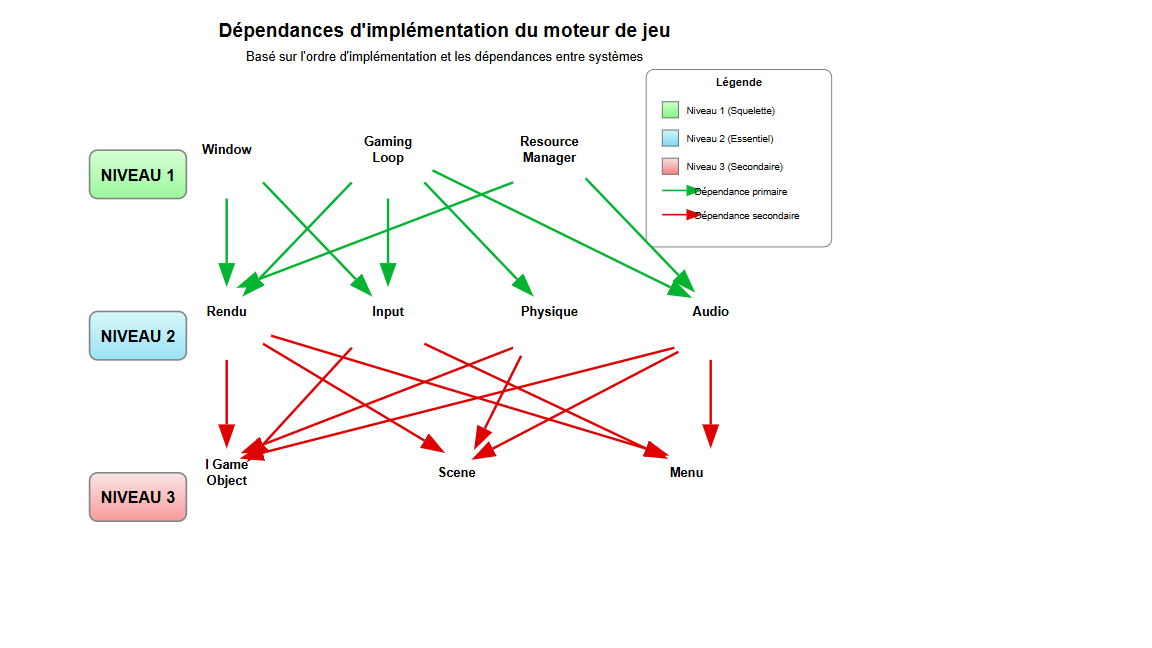 Dépendances d'implémentation du moteur de jeu
Basé sur l'ordre d'implémentation et les dépendances entre systèmes
Légende
Niveau 1 (Squelette)
Niveau 2 (Essentiel)
Niveau 3 (Secondaire)
Dépendance primaire
Dépendance secondaire
NIVEAU 1
Window
Gaming
Loop
Resource
Manager
NIVEAU 2
Rendu
Input
Physique
Audio
NIVEAU 3
I Game
Object
Scene
Menu